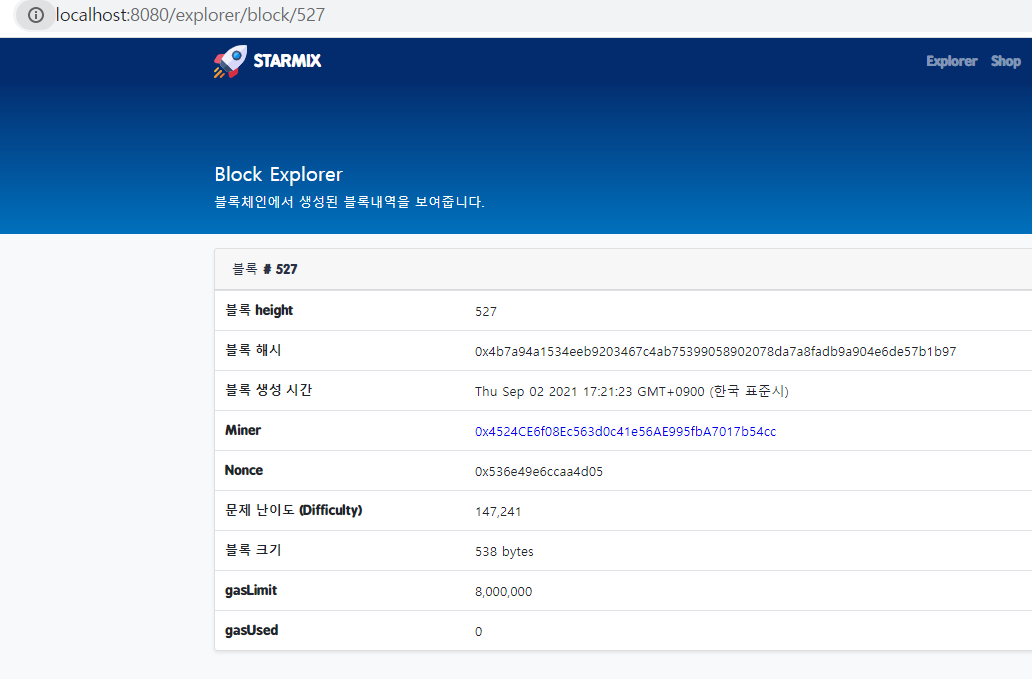 localhost:8080/explorer/block/527
STARMIX
Explorer Shop
Block Explorer
블록체인에서 생성된 블록내역을 보여줍니다.
블록 # 527
블록 height 527
블록 해시 0x4b7a94a1534eeb9203467c4ab75399058902078da7a8fadb9a904e6de57b1b97
블록 생성 시간 Thu Sep 02 2021 17:21:23 GMT+0900 (한국 표준시)
Miner 0x4524CE6f08Ec563d0c41e56AE995fbA7017b54cc
Nonce 0x536e49e6ccaa4d05
문제 난이도 (Difficulty) 147,241
블록 크기 538 bytes
gasLimit 8,000,000
gasUsed 0